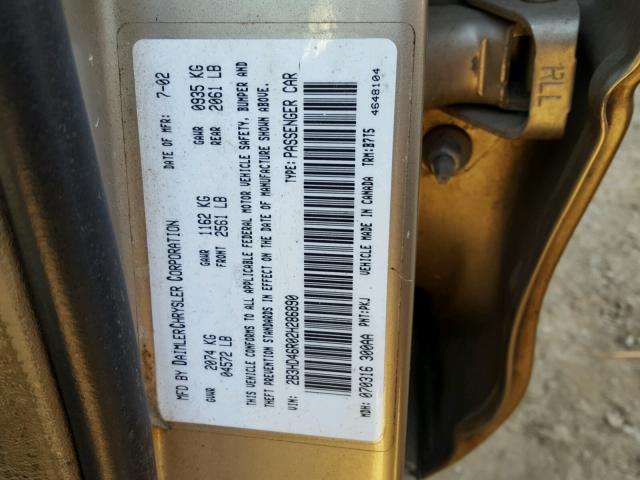 MFD BY DAIMLERCHRYSLER CORPORATION DATE OF MFR: 7-02
GVWR 2074 KG 04572 LB GAWR FRONT 1162 KG 2561 LB GAWR REAR 0935 KG 2061 LB
THIS VEHICLE CONFORMS TO ALL APPLICABLE FEDERAL MOTOR VEHICLE SAFETY, BUMPER AND
THEFT PREVENTION STANDARDS IN EFFECT ON THE DATE OF MANUFACTURE SHOWN ABOVE.
VIN: 2B3HD46R02H286890 TYPE: PASSENGER CAR
MDH: 070316 300AA PNT:PKJ VEHICLE MADE IN CANADA TRM:B7T5
4648104
RLL